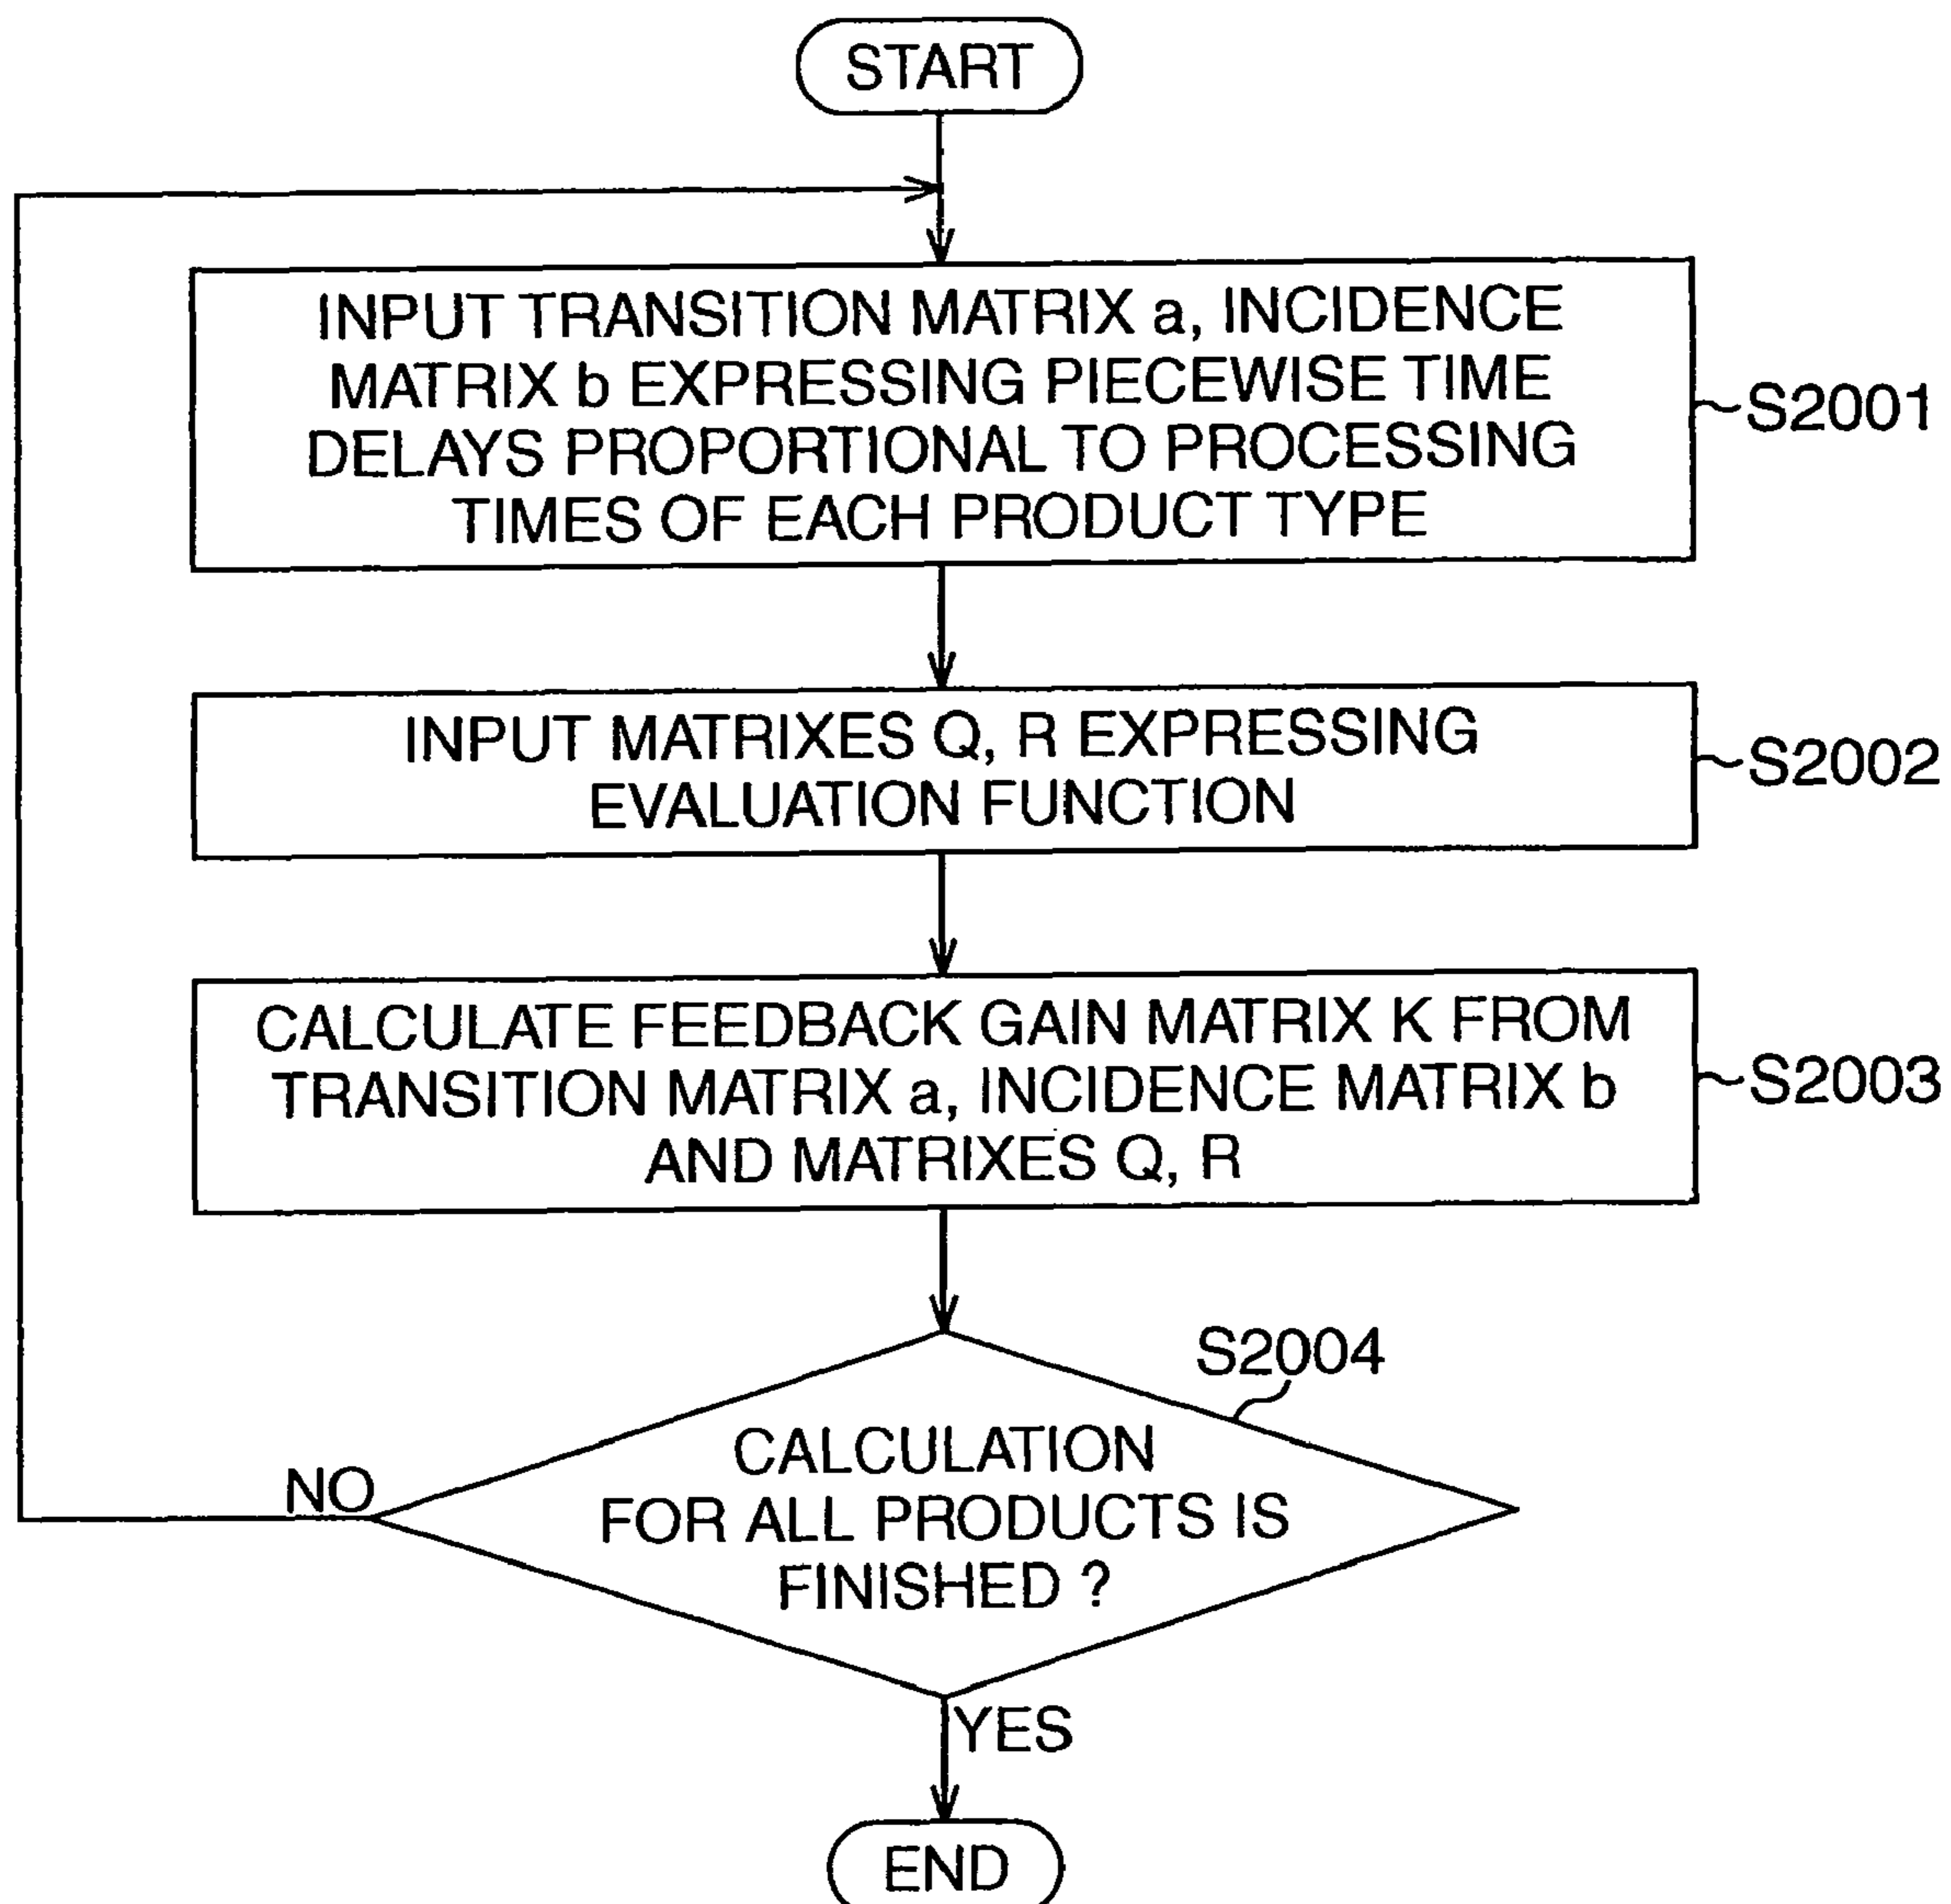 START
INPUT TRANSITION MATRIX a, INCIDENCE
MATRIX b EXPRESSING PIECEWISE TIME
DELAYS PROPORTIONAL TO PROCESSING
TIMES OF EACH PRODUCT TYPE
S2001
INPUT MATRIXES Q, R EXPRESSING
EVALUATION FUNCTION
S2002
CALCULATE FEEDBACK GAIN MATRIX K FROM
TRANSITION MATRIX a, INCIDENCE MATRIX b
AND MATRIXES Q, R
S2003
S2004
CALCULATION
FOR ALL PRODUCTS IS
FINISHED ?
NO
YES
END